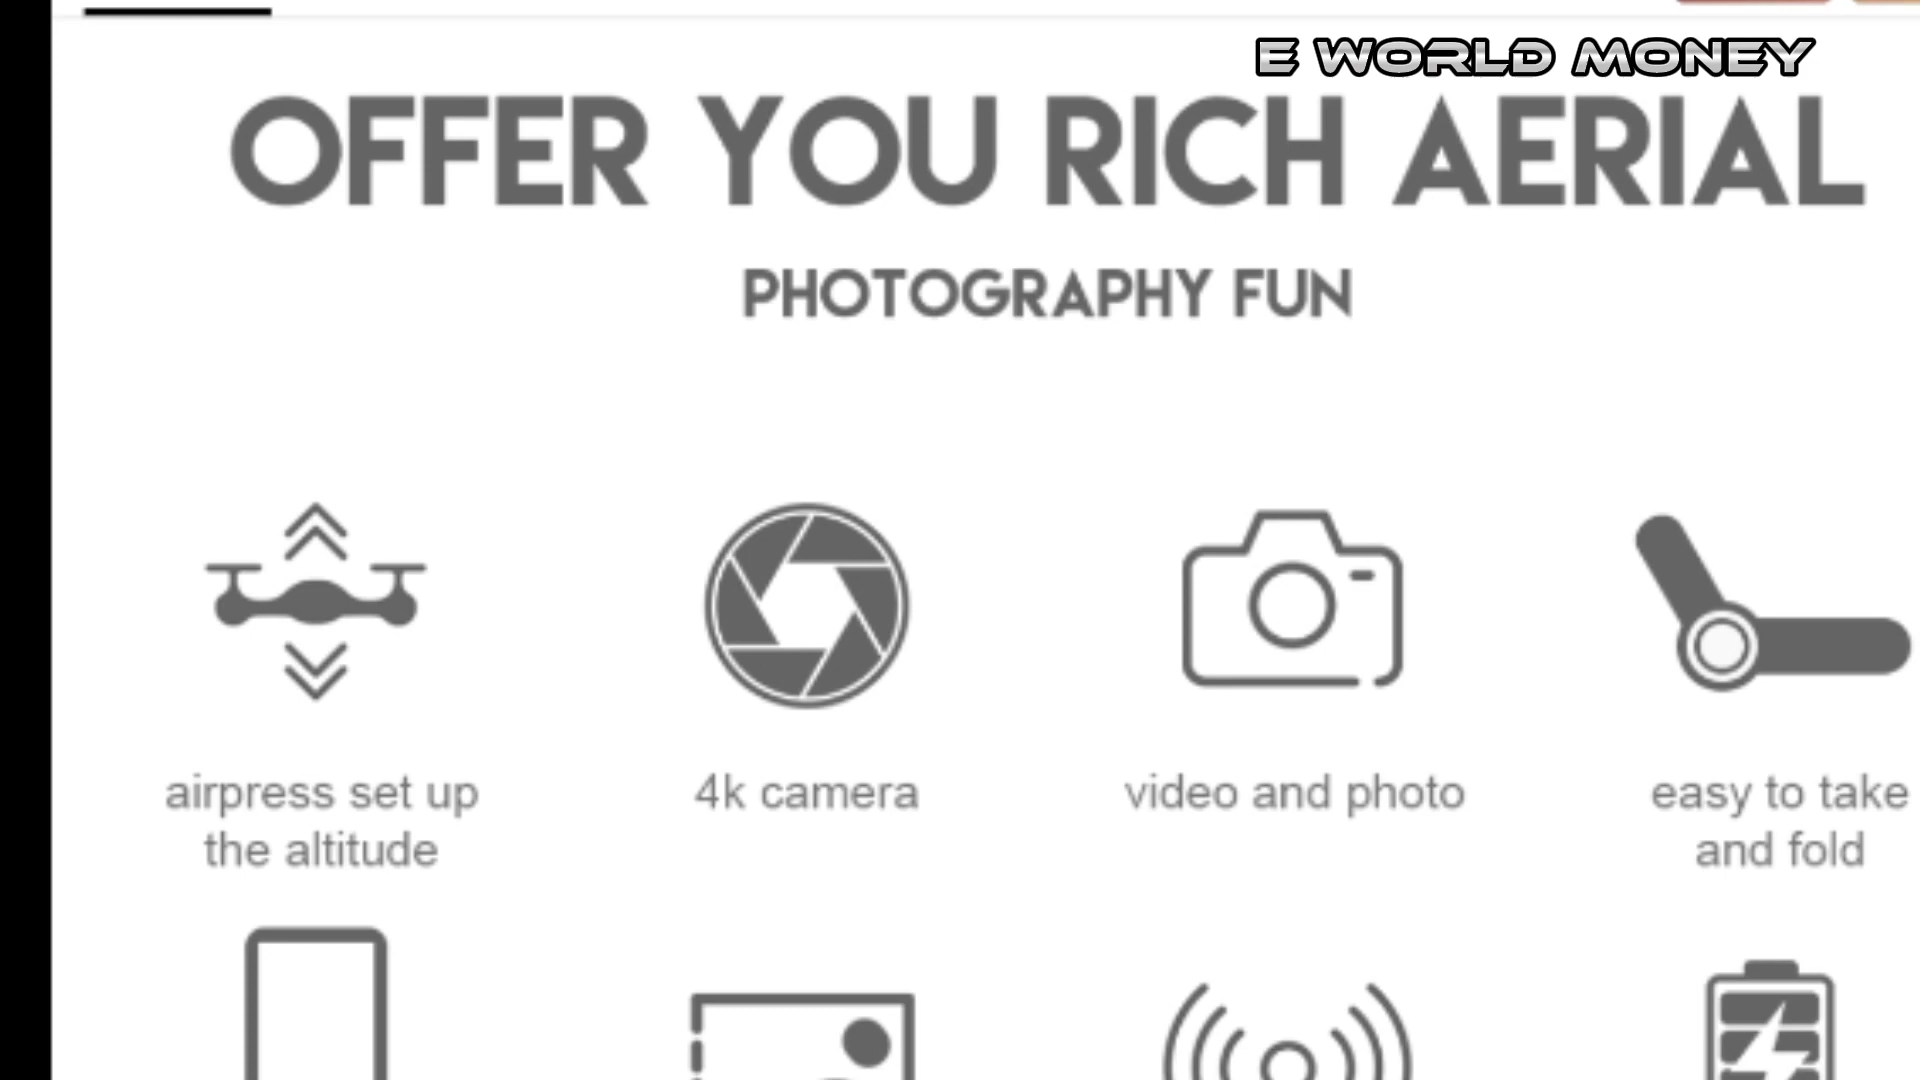 E WORLD MONEY
OFFER YOU RICH AERIAL
PHOTOGRAPHY FUN
airpress set up
the altitude
4k camera
video and photo
easy to take
and fold